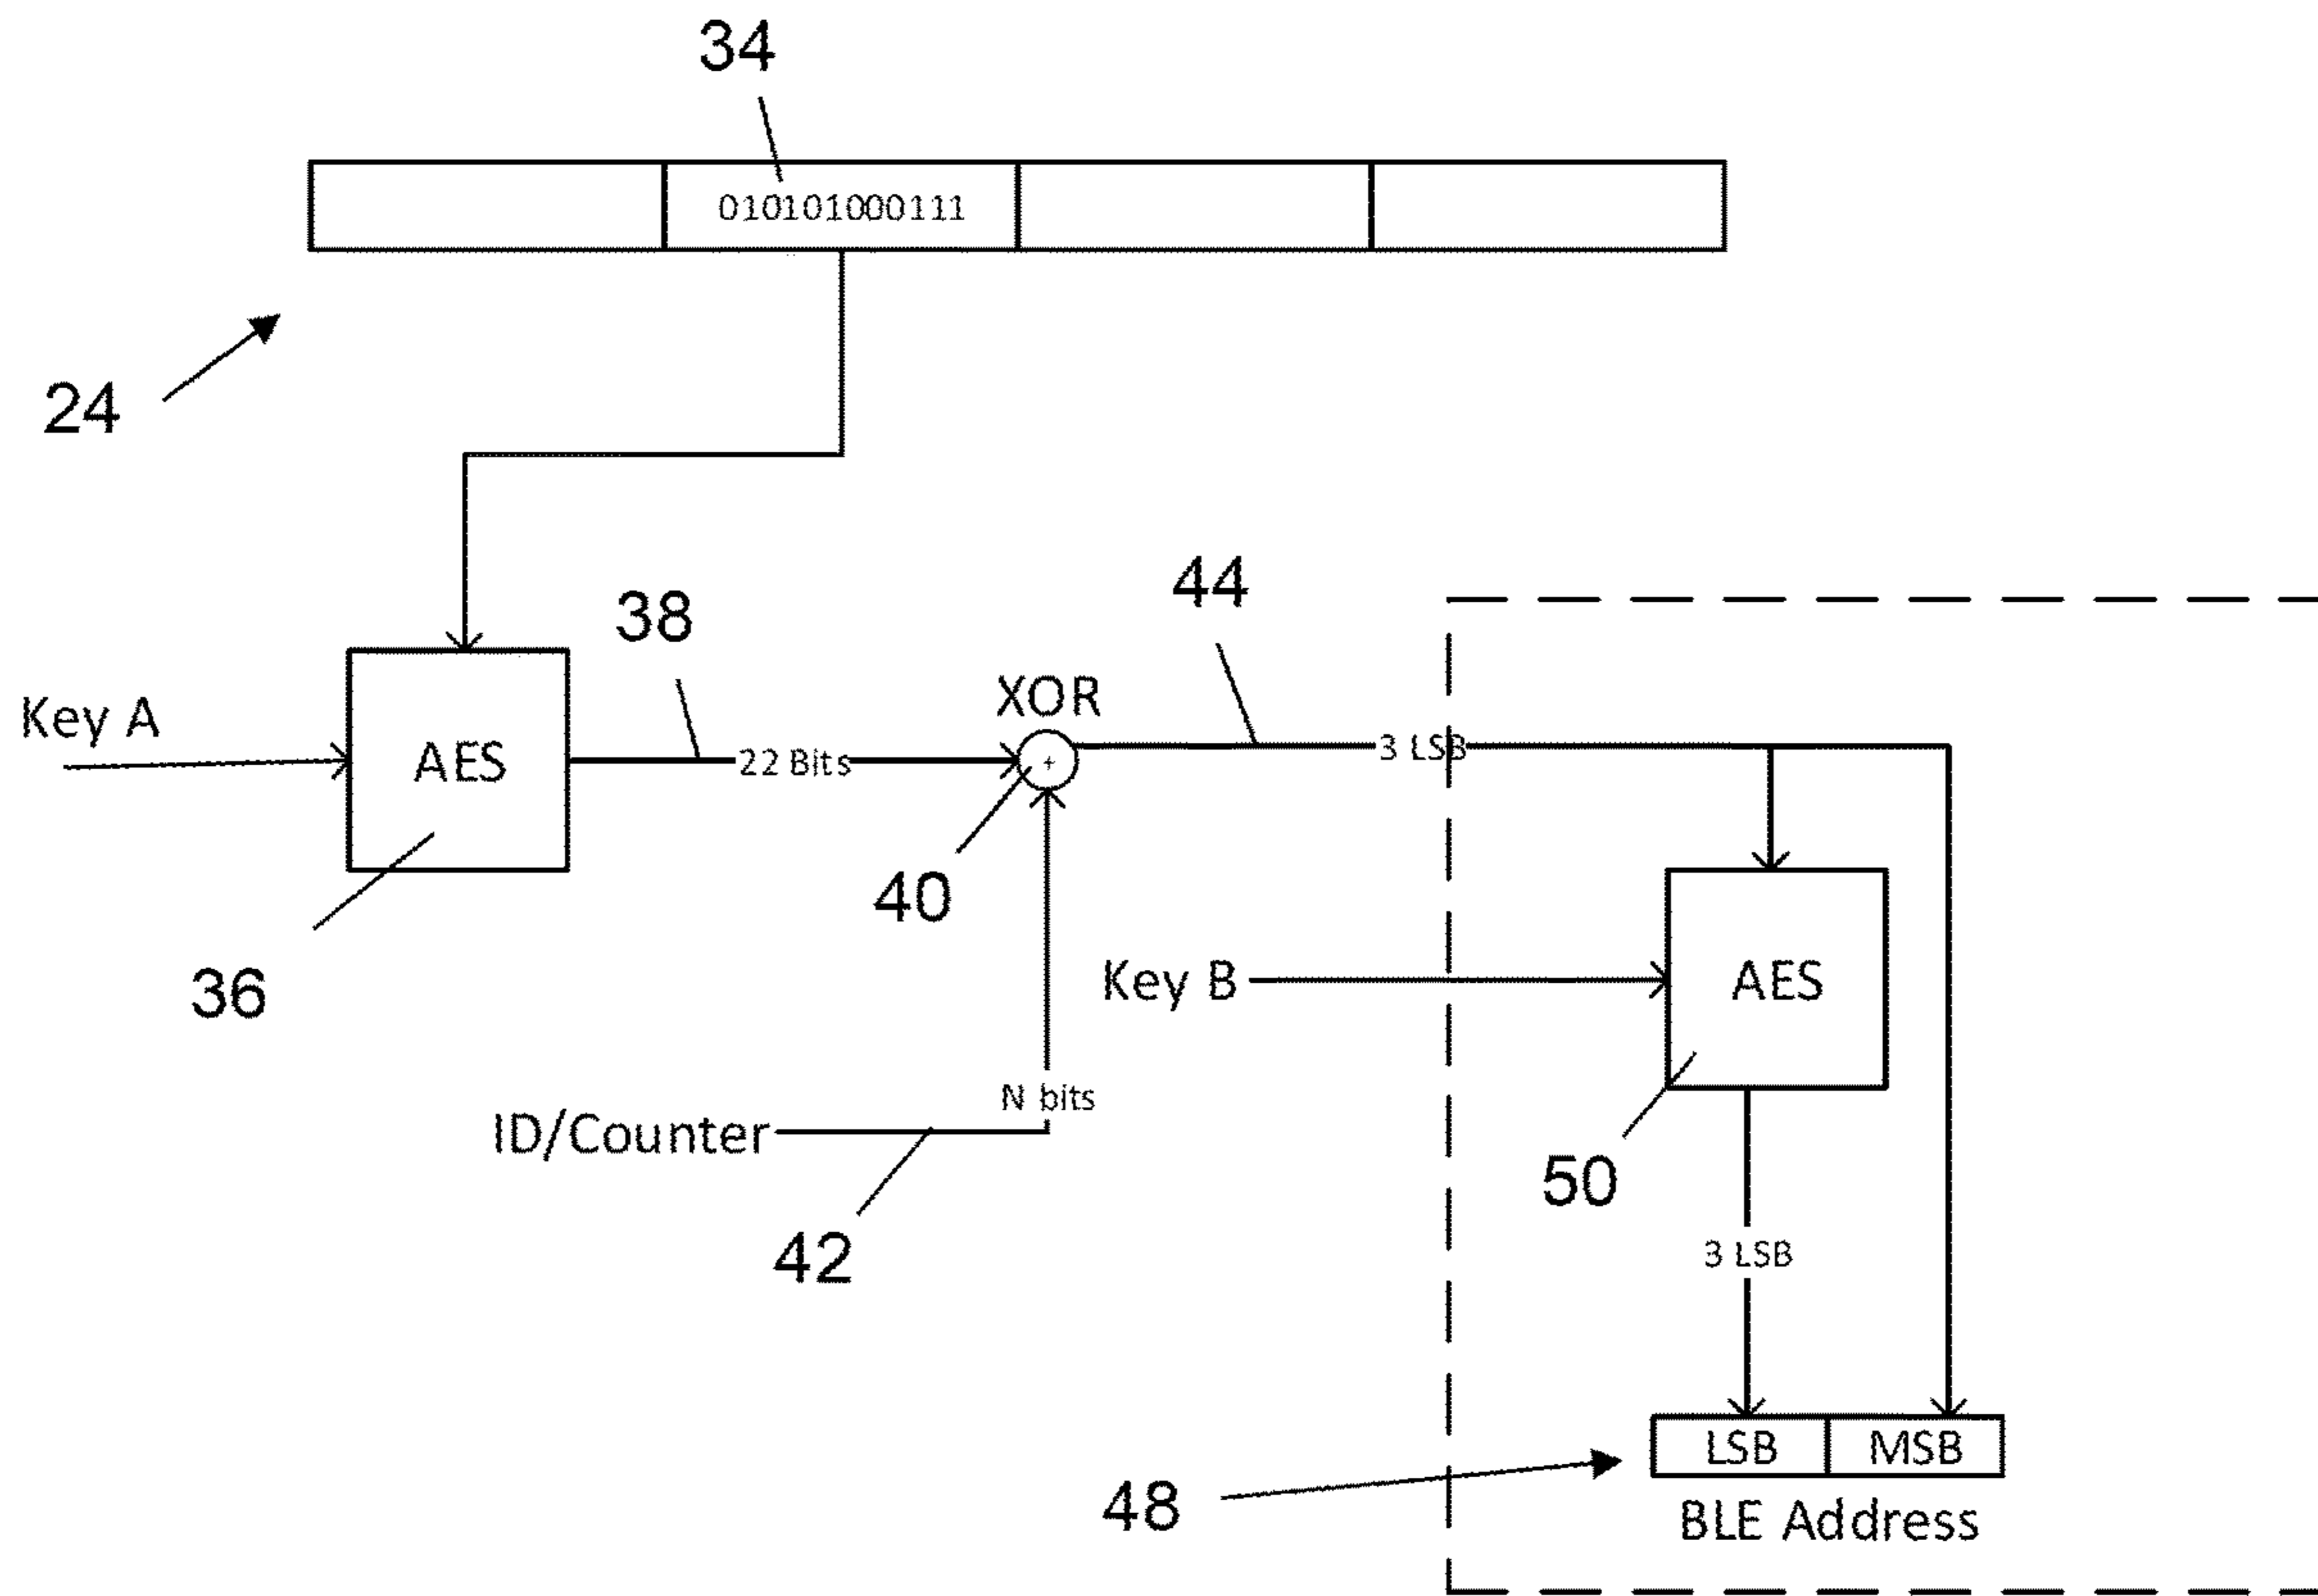 34
010101000111
24
38
44
Key A
AES
22 Bits
XOR
+
3 LSB
40
36
Key B
AES
N bits
ID/Counter
50
42
3 LSB
LSB MSB
48
BLE Address